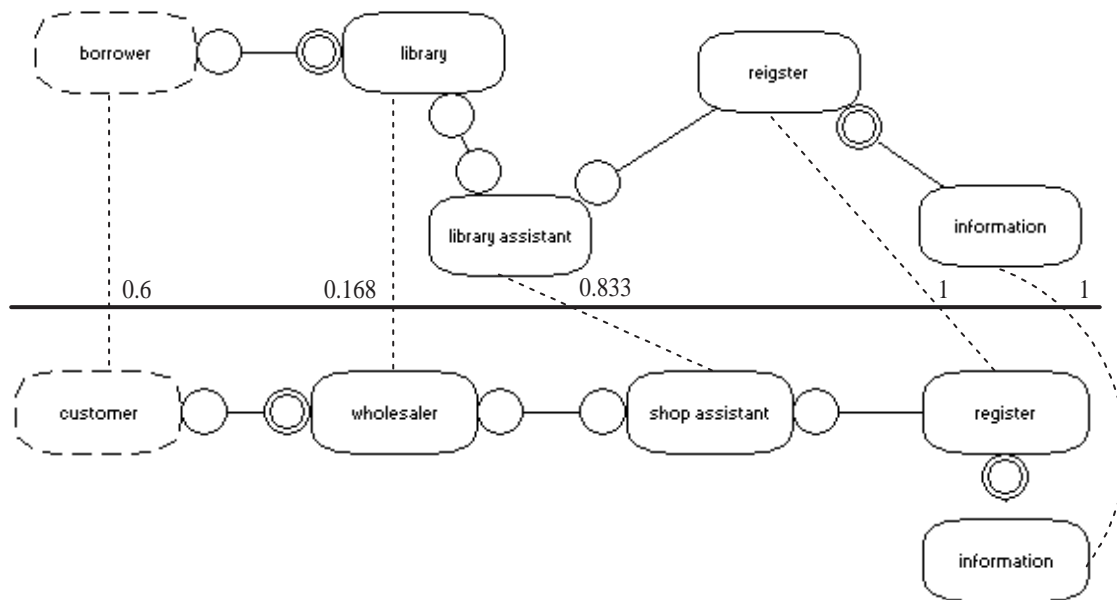 borrower
library
reigster
library assistant
information
0.6
0.168
0.833
1
1
customer
wholesaler
shop assistant
register
information